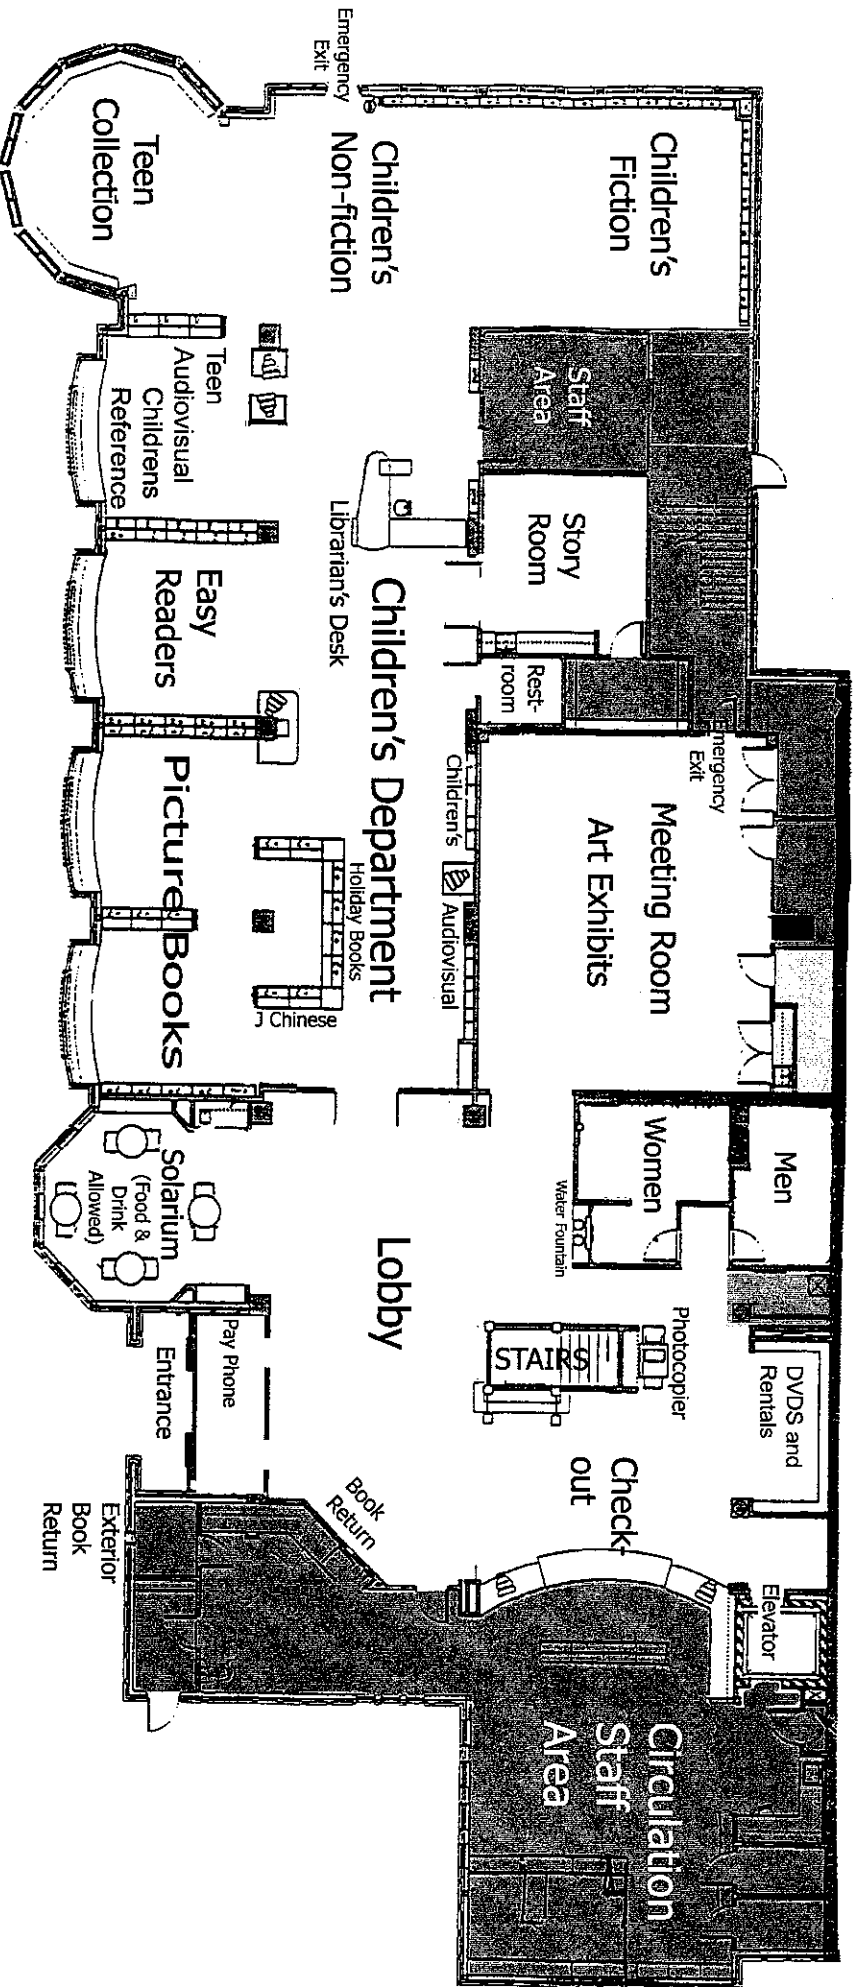 Emergency
Exit
Children's
Fiction
Children's
Non-fiction
Teen
Collection
Staff
Area
Teen
Audiovisual
Childrens
Reference
Story
Room
Librarian's Desk
Easy
Readers
Rest-
room
Children's Department
Emergency
Exit
Meeting Room
Art Exhibits
Children's
Audiovisual
Holiday Books
J Chinese
Picture Books
Men
Women
Water Fountain
Lobby
Solarium
(Food &
Drink
Allowed)
Photocopier
STAIRS
DVDS and
Rentals
Pay Phone
Entrance
Check-
out
Book
Return
Exterior
Book
Return
Elevator
Circulation
Staff
Area